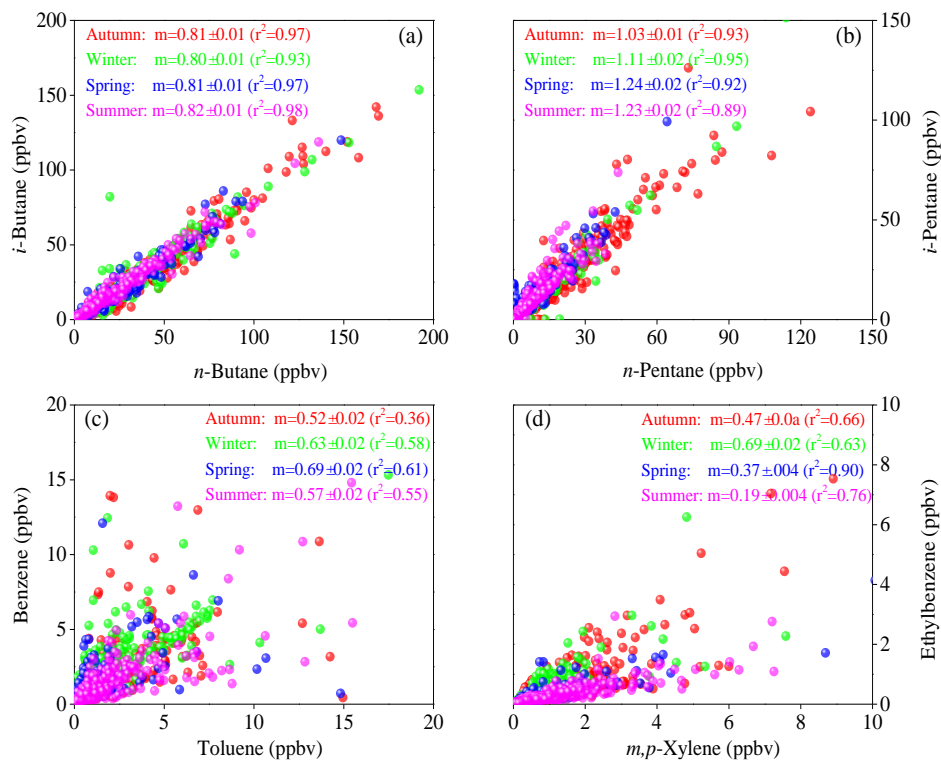 200
150
100
50
0
i-Butane (ppbv)
Autumn: m=0.81±0.01 (r²=0.97)
Winter: m=0.80±0.01 (r²=0.93)
Spring: m=0.81±0.01 (r²=0.97)
Summer: m=0.82±0.01 (r²=0.98)
(a)
0 50 100 150 200
n-Butane (ppbv)
Autumn: m=1.03±0.01 (r²=0.93)
Winter: m=1.11±0.02 (r²=0.95)
Spring: m=1.24±0.02 (r²=0.92)
Summer: m=1.23±0.02 (r²=0.89)
(b)
150
100
50
0
i-Pentane (ppbv)
0 30 60 90 120 150
n-Pentane (ppbv)
20
15
10
5
0
Benzene (ppbv)
(c)
Autumn: m=0.52±0.02 (r²=0.36)
Winter: m=0.63±0.02 (r²=0.58)
Spring: m=0.69±0.02 (r²=0.61)
Summer: m=0.57±0.02 (r²=0.55)
0 5 10 15 20
Toluene (ppbv)
(d)
Autumn: m=0.47±0.0a (r²=0.66)
Winter: m=0.69±0.02 (r²=0.63)
Spring: m=0.37±004 (r²=0.90)
Summer: m=0.19±0.004 (r²=0.76)
10
8
6
4
2
0
Ethylbenzene (ppbv)
0 2 4 6 8 10
m,p-Xylene (ppbv)